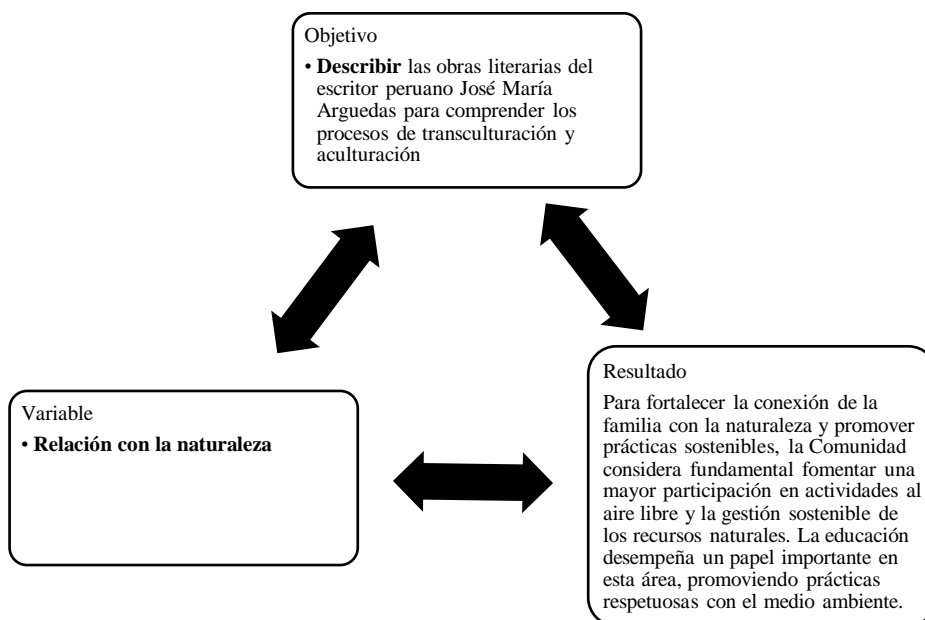 Objetivo
• Describir las obras literarias del
escritor peruano José María
Arguedas para comprender los
procesos de transculturación y
aculturación
Variable
• Relación con la naturaleza
Resultado
Para fortalecer la conexión de la
familia con la naturaleza y promover
prácticas sostenibles, la Comunidad
considera fundamental fomentar una
mayor participación en actividades al
aire libre y la gestión sostenible de
los recursos naturales. La educación
desempeña un papel importante en
esta área, promoviendo prácticas
respetuosas con el medio ambiente.